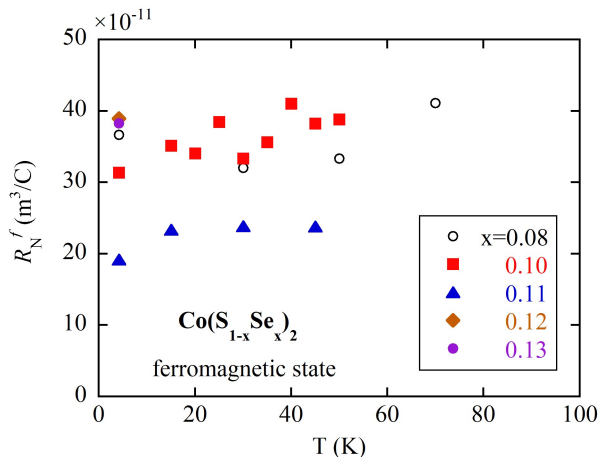 ×10⁻¹¹
50
40
30
20
10
0
R_N^f (m³/C)
x=0.08
0.10
0.11
0.12
0.13
Co(S₁₋ₓSeₓ)₂
ferromagnetic state
0 20 40 60 80 100
T (K)